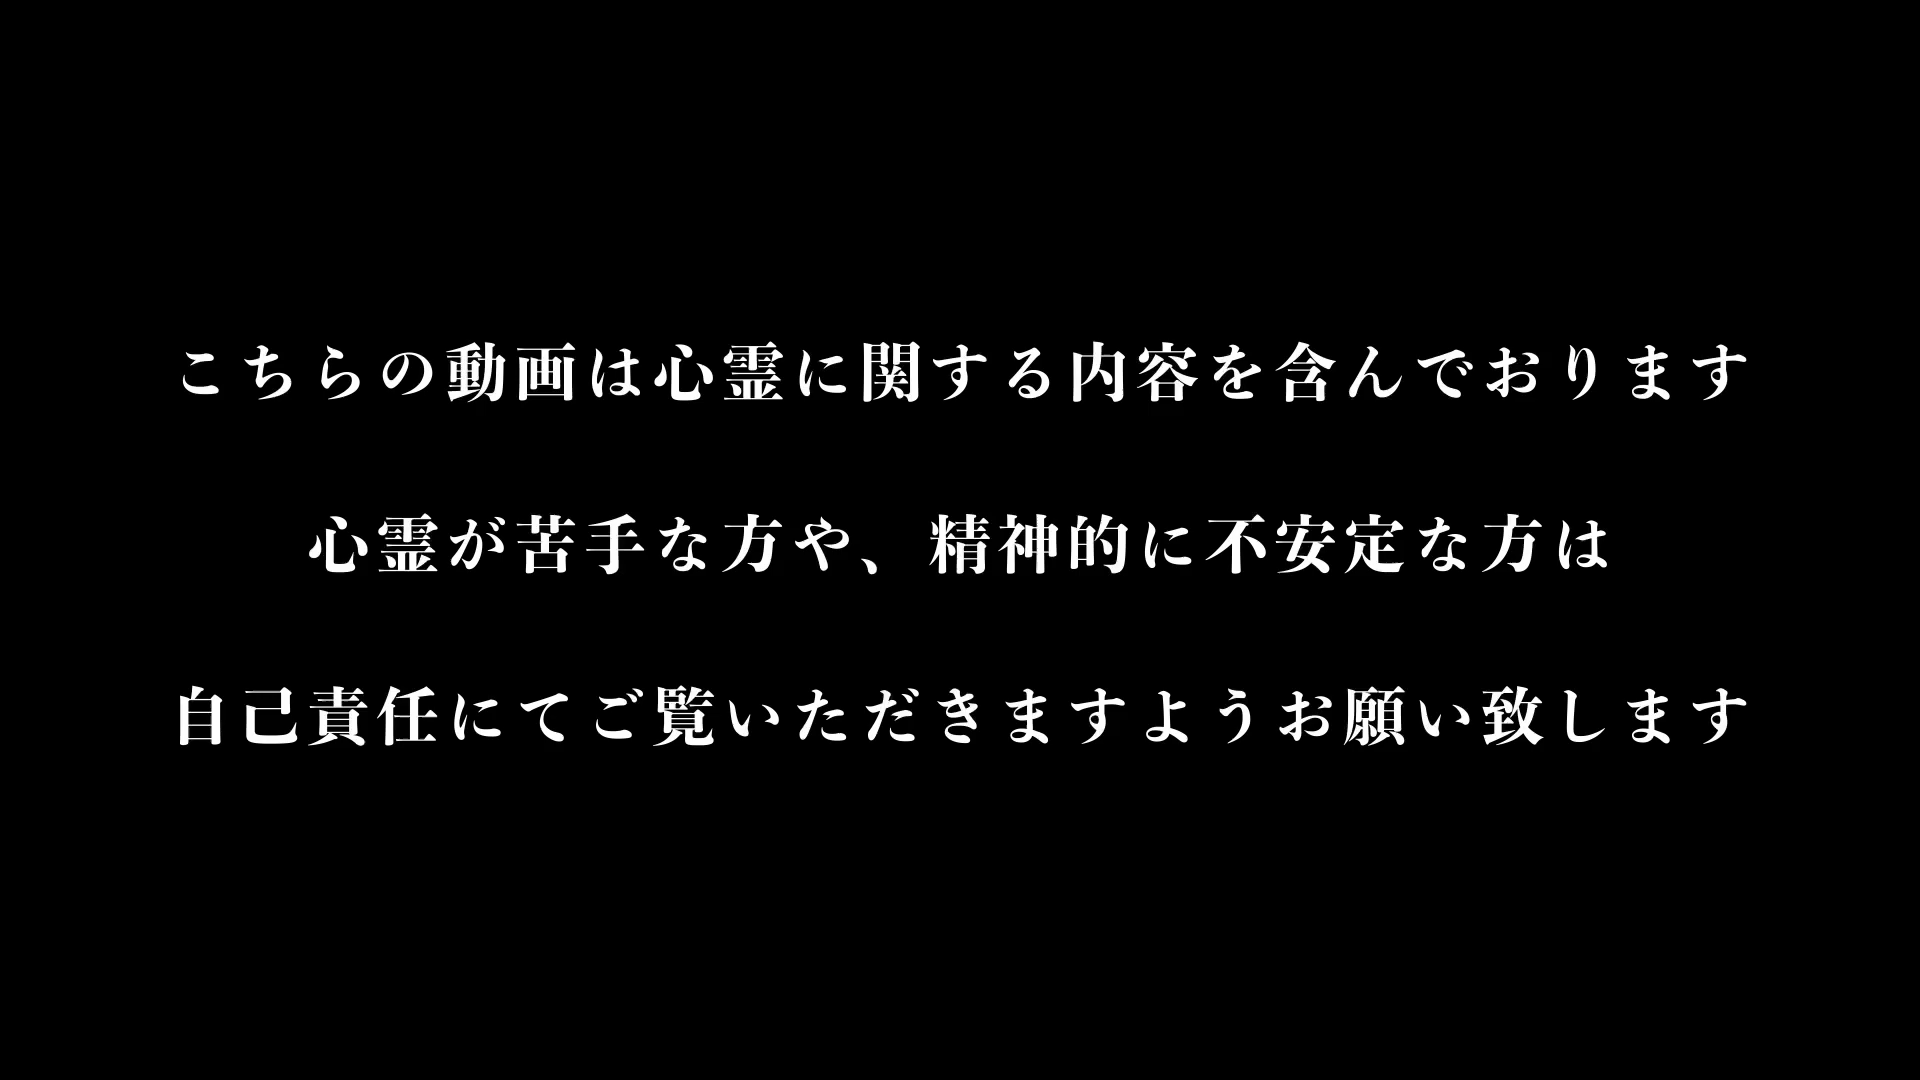 こちらの動画は心霊に関する内容を含んでおります
心霊が苦手な方や、精神的に不安定な方は
自己責任にてご覧いただきますようお願い致します